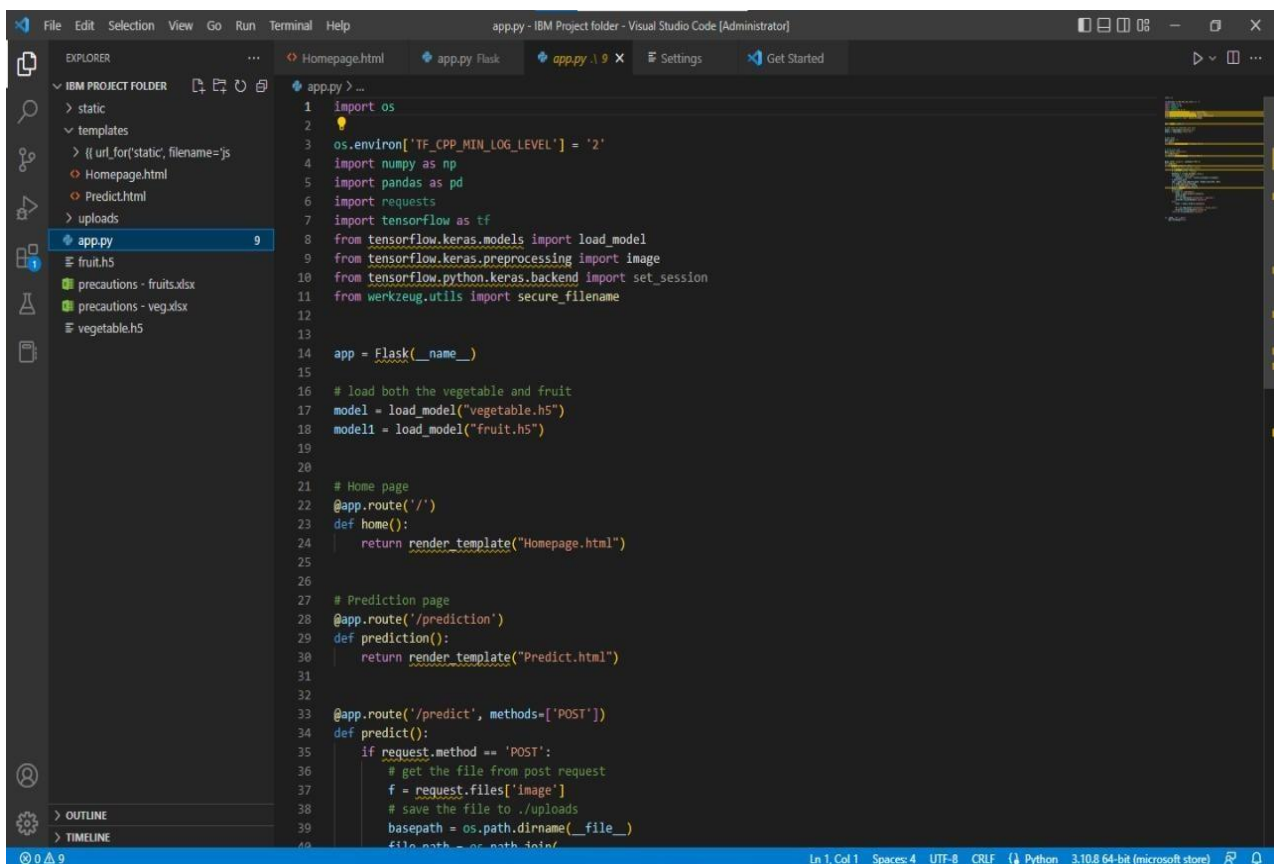 File Edit Selection View Go Run Terminal Help
app.py - IBM Project folder - Visual Studio Code [Administrator]
EXPLORER
IBM PROJECT FOLDER
static
templates
{{ url_for('static', filename='js
Homepage.html
Predict.html
uploads
app.py 9
fruit.h5
precautions - fruits.xlsx
precautions - veg.xlsx
vegetable.h5
OUTLINE
TIMELINE
1
Homepage.html app.py Flask app.py .\ 9 Settings Get Started
app.py > ...
1 import os
2
3 os.environ['TF_CPP_MIN_LOG_LEVEL'] = '2'
4 import numpy as np
5 import pandas as pd
6 import requests
7 import tensorflow as tf
8 from tensorflow.keras.models import load_model
9 from tensorflow.keras.preprocessing import image
10 from tensorflow.python.keras.backend import set_session
11 from werkzeug.utils import secure_filename
12
13
14 app = Flask(__name__)
15
16 # load both the vegetable and fruit
17 model = load_model("vegetable.h5")
18 model1 = load_model("fruit.h5")
19
20
21 # Home page
22 @app.route('/')
23 def home():
24 return render_template("Homepage.html")
25
26
27 # Prediction page
28 @app.route('/prediction')
29 def prediction():
30 return render_template("Predict.html")
31
32
33 @app.route('/predict', methods=['POST'])
34 def predict():
35 if request.method == 'POST':
36 # get the file from post request
37 f = request.files['image']
38 # save the file to ./uploads
39 basepath = os.path.dirname(__file__)
40 file_path = os.path.join(
0 9
Ln 1, Col 1 Spaces: 4 UTF-8 CRLF Python 3.10.8 64-bit (microsoft store)